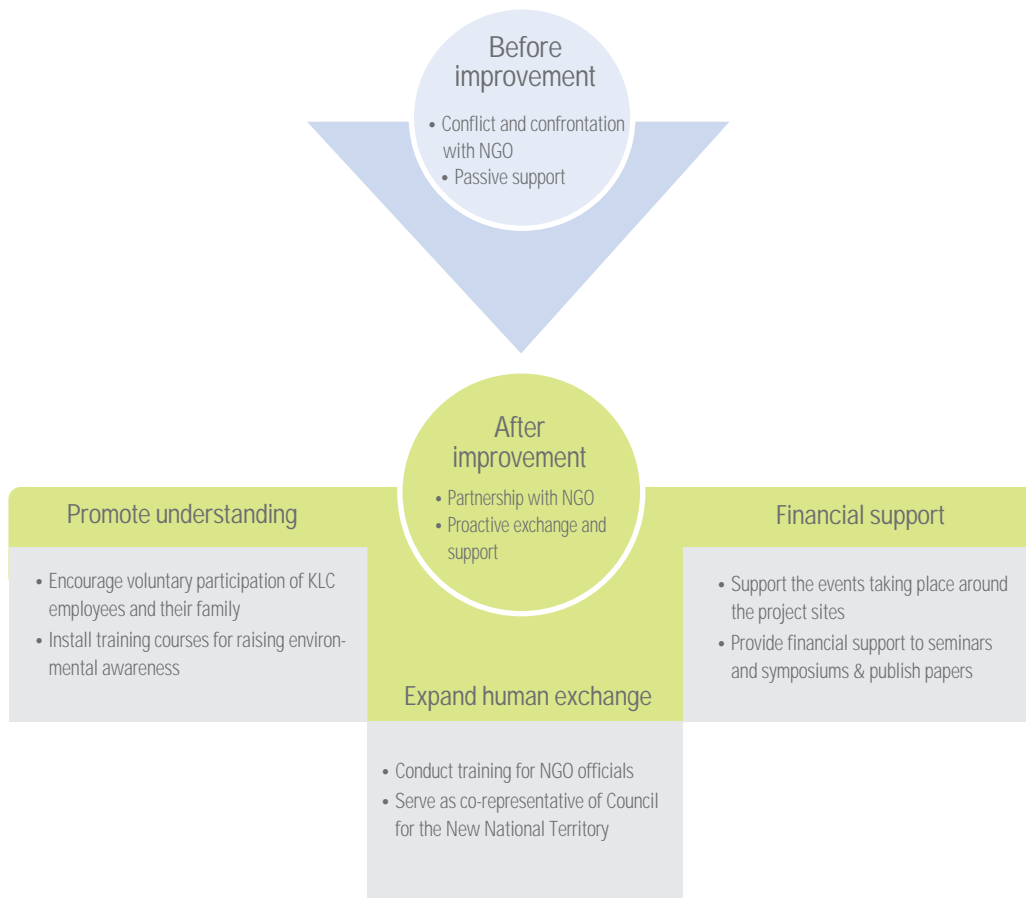 Before
improvement
• Conflict and confrontation
with NGO
• Passive support
After
improvement
• Partnership with NGO
• Proactive exchange and
support
Promote understanding
• Encourage voluntary participation of KLC
employees and their family
• Install training courses for raising environ-
mental awareness
Expand human exchange
• Conduct training for NGO officials
• Serve as co-representative of Council
for the New National Territory
Financial support
• Support the events taking place around
the project sites
• Provide financial support to seminars
and symposiums & publish papers